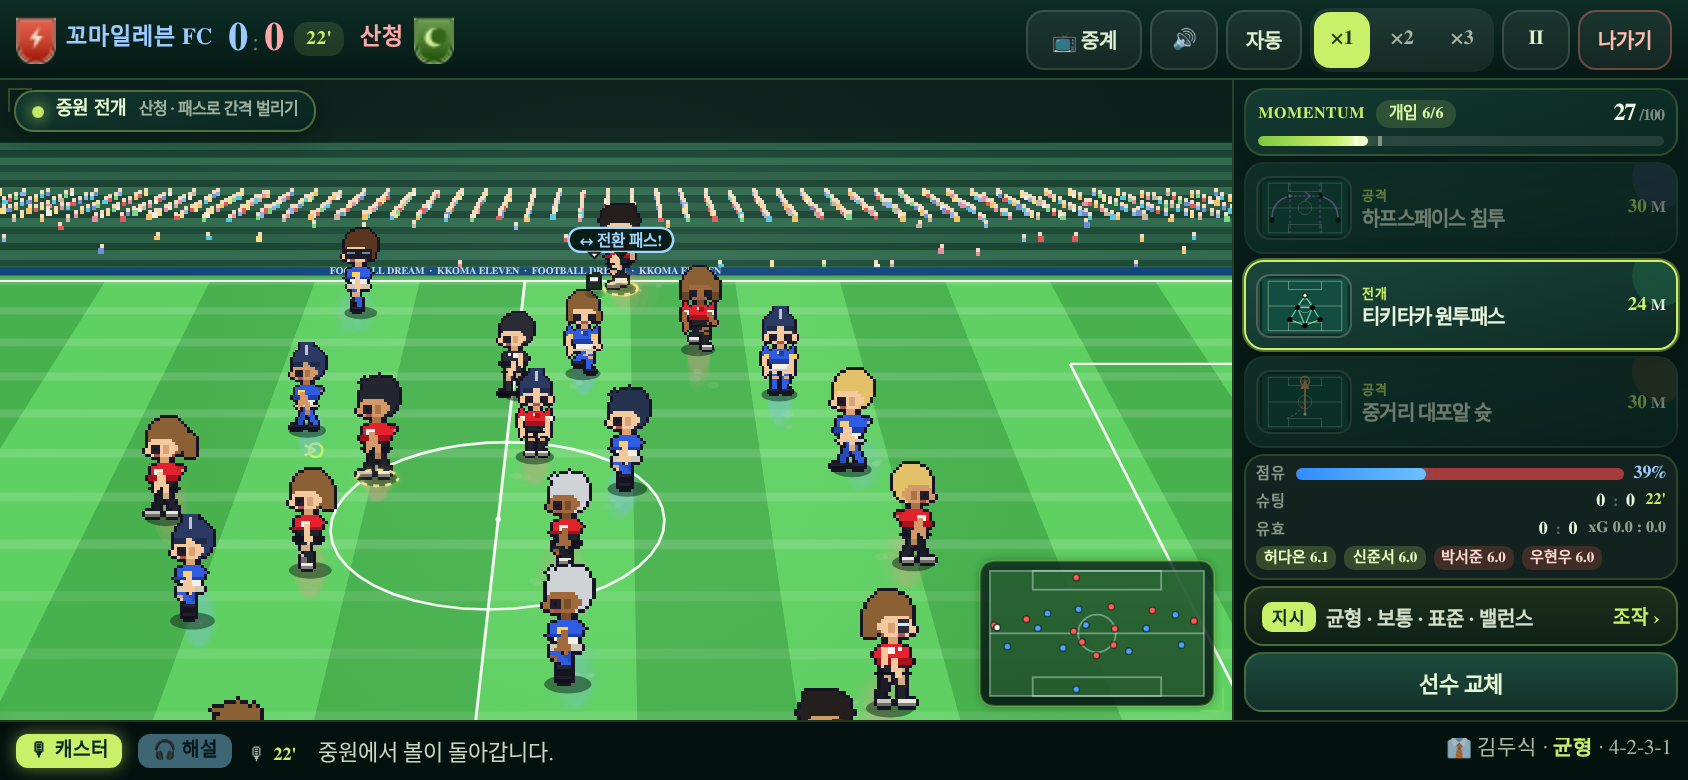 꼬마일레븐 FC 0 : 0 22' 산청
📺 중계 🔊 자동 ×1 ×2 ×3 II 나가기
중원 전개 산청 · 패스로 간격 벌리기
↔ 전환 패스!
FOOTBALL DREAM · KKOMA ELEVEN · FOOTBALL DREAM · KKOMA ELEVEN
MOMENTUM 개입 6/6 27 /100
공격
하프스페이스 침투 30 M
전개
티키타카 원투패스 24 M
공격
중거리 대포알 슛 30 M
점유 39%
슈팅 0 : 0 22'
유효 0 : 0 xG 0.0 : 0.0
허다온 6.1 신준서 6.0 박서준 6.0 우현우 6.0
지시 균형 · 보통 · 표준 · 밸런스 조작 ›
선수 교체
🎙 캐스터 🎧 해설 🎙 22' 중원에서 볼이 돌아갑니다.
👔 김두식 · 균형 · 4-2-3-1